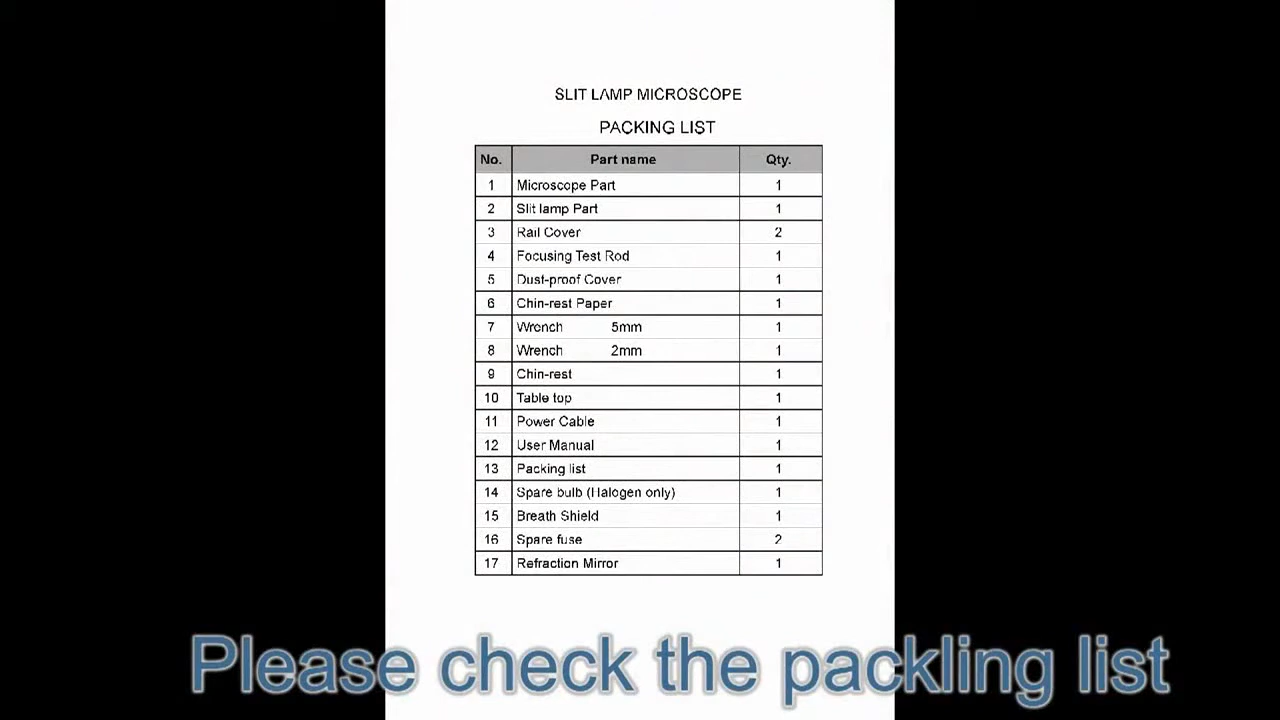 SLIT LAMP MICROSCOPE
PACKING LIST
No. Part name Qty.
1 Microscope Part 1
2 Slit lamp Part 1
3 Rail Cover 2
4 Focusing Test Rod 1
5 Dust-proof Cover 1
6 Chin-rest Paper 1
7 Wrench 5mm 1
8 Wrench 2mm 1
9 Chin-rest 1
10 Table top 1
11 Power Cable 1
12 User Manual 1
13 Packing list 1
14 Spare bulb (Halogen only) 1
15 Breath Shield 1
16 Spare fuse 2
17 Refraction Mirror 1
Please check the packling list